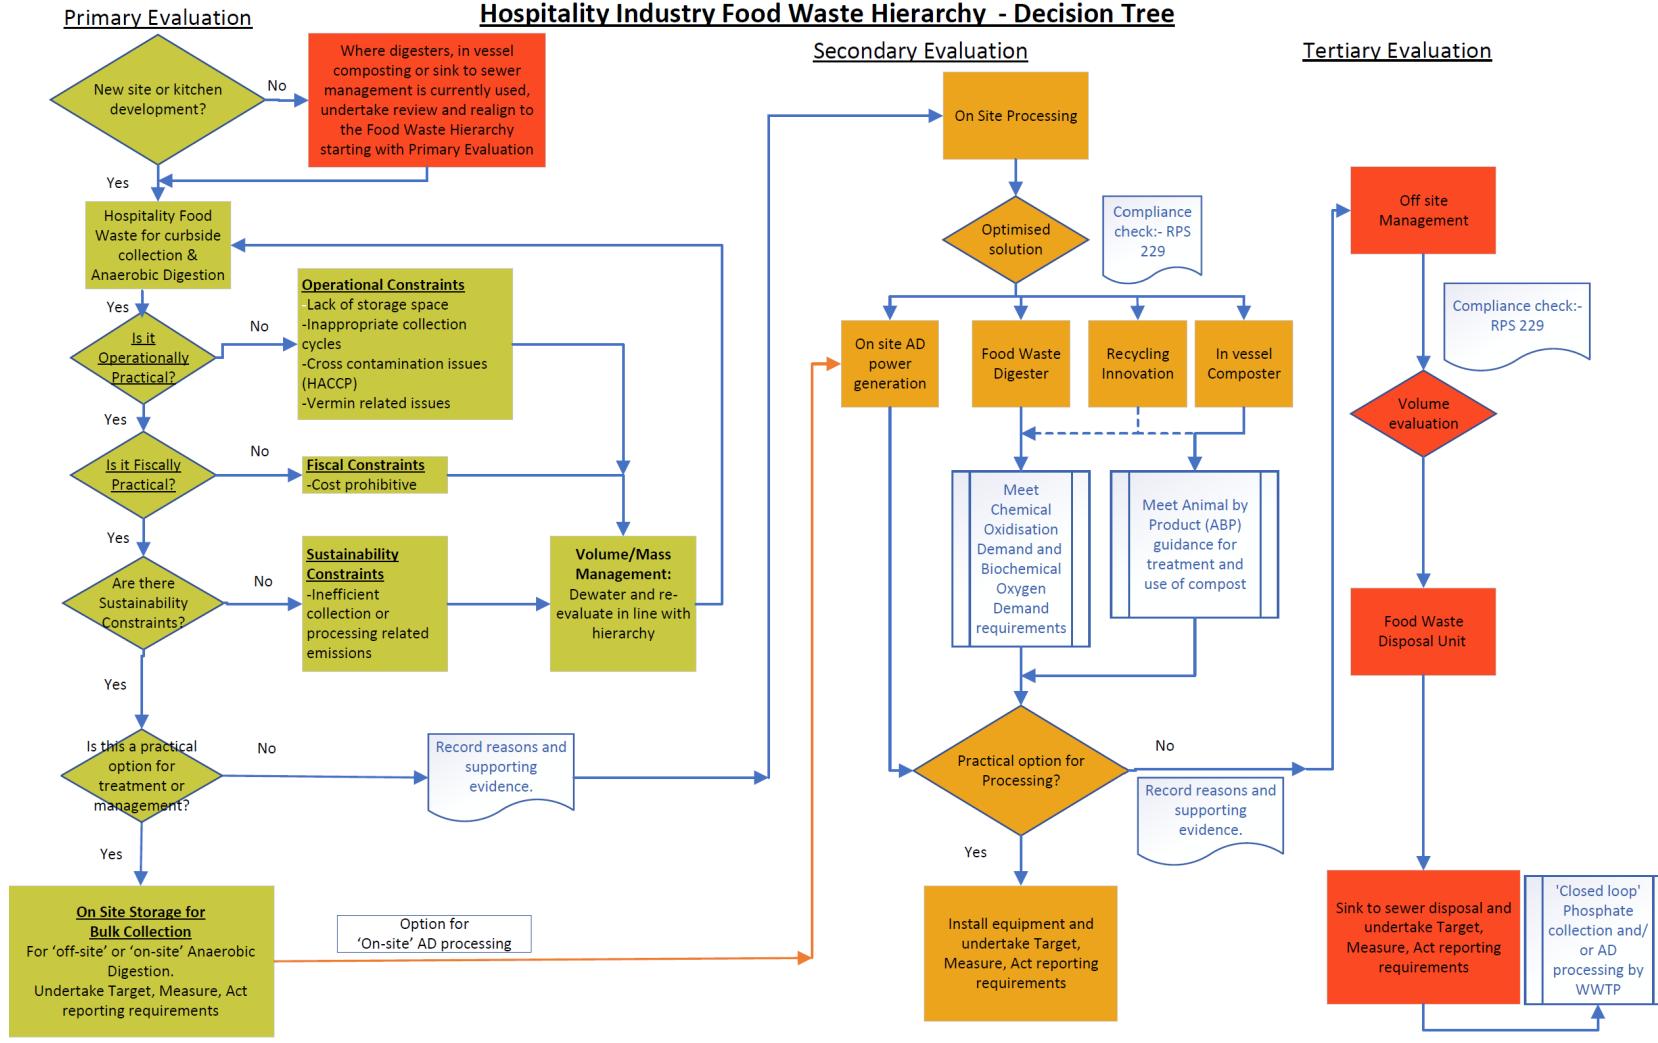 Hospitality Industry Food Waste Hierarchy  - Decision Tree
Primary Evaluation
New site or kitchen
development?
No
Where digesters, in vessel
composting or sink to sewer
management is currently used,
undertake review and realign to
the Food Waste Hierarchy
starting with Primary Evaluation
Yes
Hospitality Food
Waste for curbside
collection &
Anaerobic Digestion
Yes
Is it
Operationally
Practical?
No
Operational Constraints
-Lack of storage space
-Inappropriate collection
cycles
-Cross contamination issues
(HACCP)
-Vermin related issues
Yes
Is it Fiscally
Practical?
No
Fiscal Constraints
-Cost prohibitive
Yes
Are there
Sustainability
Constraints?
No
Sustainability
Constraints
-Inefficient
collection or
processing related
emissions
Volume/Mass
Management:
Dewater and re-
evaluate in line with
hierarchy
Yes
Is this a practical
option for
treatment or
management?
No
Record reasons and
supporting
evidence.
Yes
On Site Storage for
Bulk Collection
For ‘off-site’ or ‘on-site’ Anaerobic
Digestion.
Undertake Target, Measure, Act
reporting requirements
Option for
‘On-site’ AD processing
Secondary Evaluation
On Site Processing
Optimised
solution
Compliance
check:- RPS
229
On site AD
power
generation
Food Waste
Digester
Recycling
Innovation
In vessel
Composter
Meet
Chemical
Oxidisation
Demand and
Biochemical
Oxygen
Demand
requirements
Meet Animal by
Product (ABP)
guidance for
treatment and
use of compost
Practical option for
Processing?
No
Record reasons and
supporting
evidence.
Yes
Install equipment and
undertake Target,
Measure, Act reporting
requirements
Tertiary Evaluation
Off site
Management
Compliance check:-
RPS 229
Volume
evaluation
Food Waste
Disposal Unit
Sink to sewer disposal and
undertake Target,
Measure, Act reporting
requirements
'Closed loop'
Phosphate
collection and/
or AD
processing by
WWTP